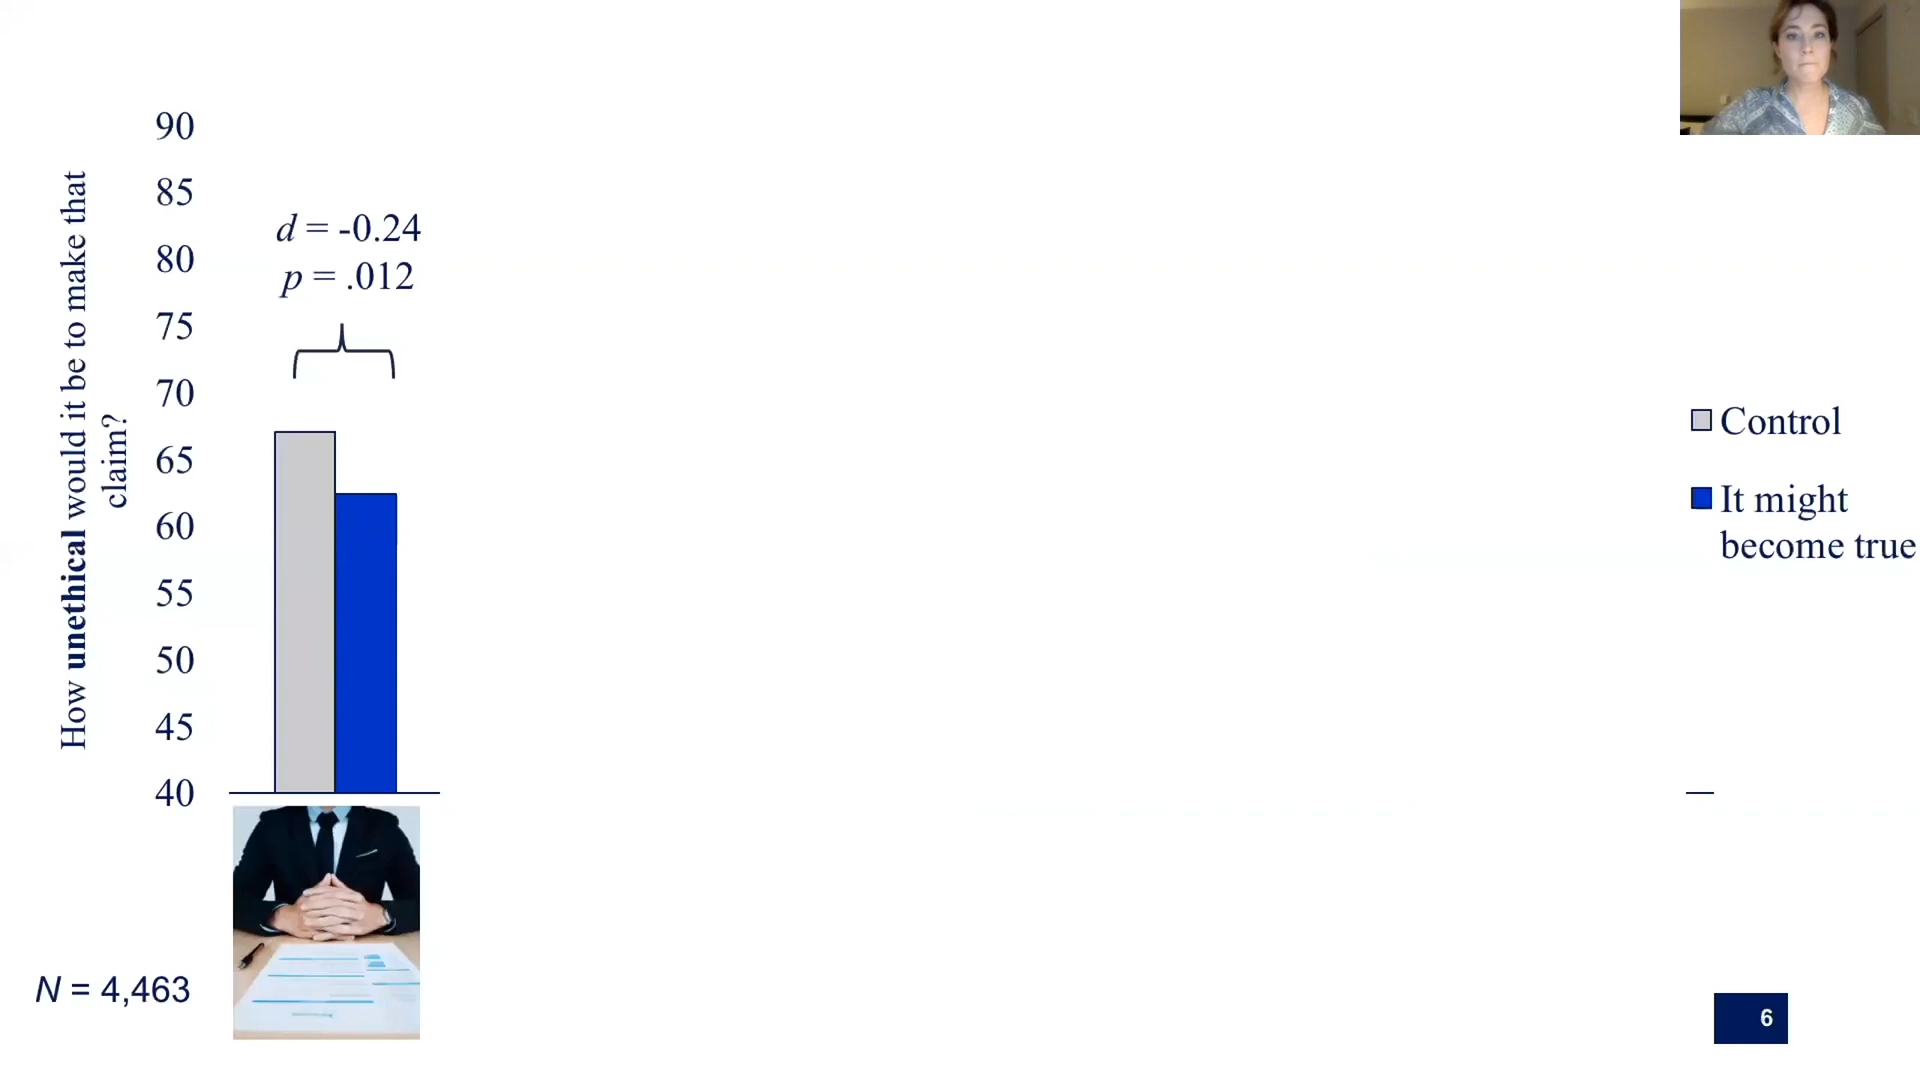 90
85
80
75
70
65
60
55
50
45
40
How unethical would it be to make that
claim?
d = -0.24
p = .012
Control
It might
become true
N = 4,463
6